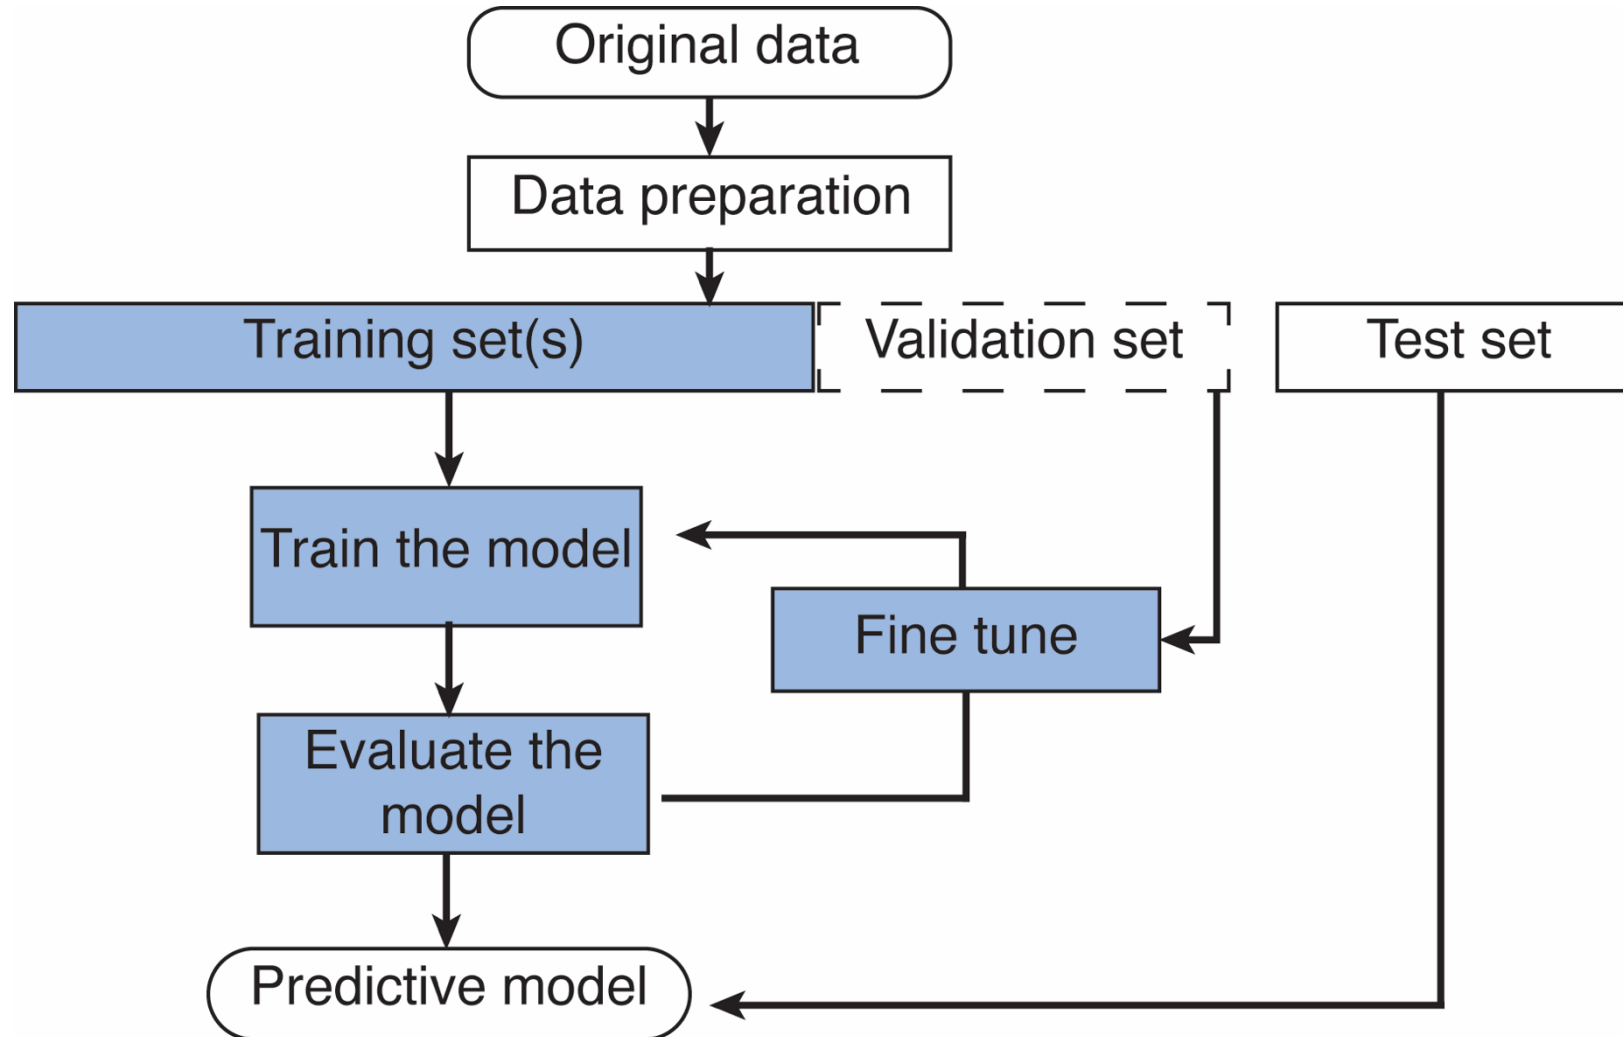 Original data
Data preparation
Training set(s)
Validation set
Test set
Train the model
Fine tune
Evaluate the
model
Predictive model